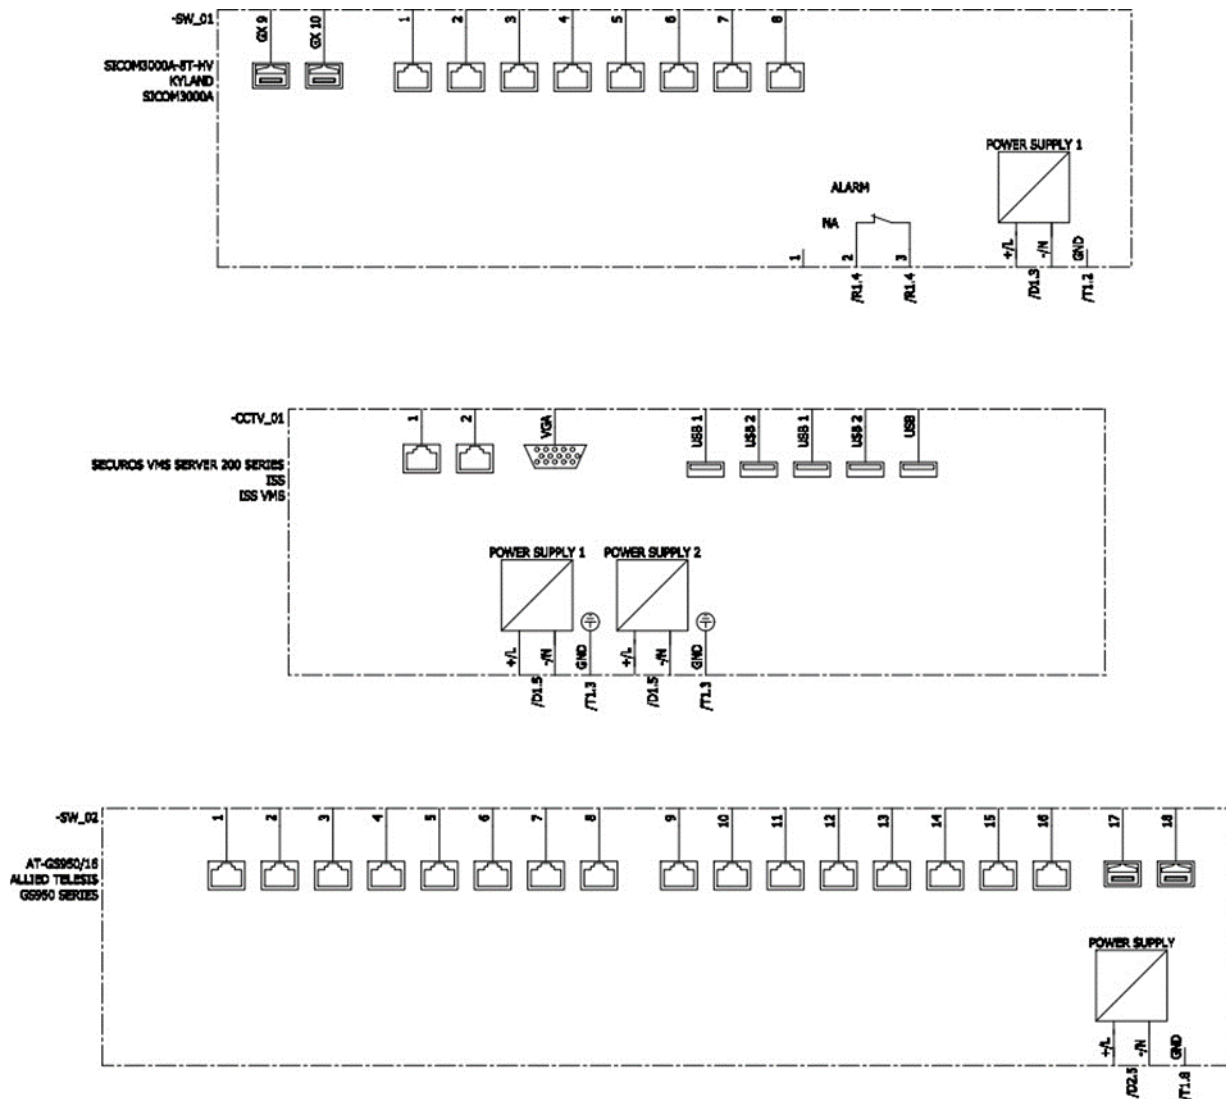 -SW_01
GX 9
GX 10
1
2
3
4
5
6
7
8
SICOM3000A-8T-HV
KYLAND
SICOM3000A
POWER SUPPLY 1
ALARM
NA
1
2
3
+/L
-/N
GND
/R1.4
/R1.4
/D1.3
/T1.2
-CCTV_01
1
2
VGA
USB 1
USB 2
USB 1
USB 2
USB
SECUROS VMS SERVER 200 SERIES
ISS
ISS VMS
POWER SUPPLY 1
POWER SUPPLY 2
+/L
-/N
GND
+/L
-/N
GND
/D1.5
/T1.3
/D1.5
/T1.3
-SW_02
1
2
3
4
5
6
7
8
9
10
11
12
13
14
15
16
17
18
AT-GS950/16
ALLIED TELESIS
GS950 SERIES
POWER SUPPLY
+/L
-/N
GND
/D2.5
/T1.8